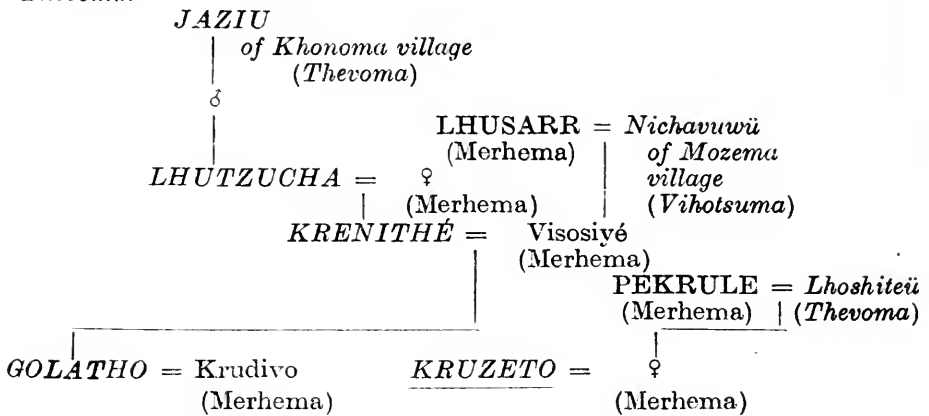 JAZIU
of Khonoma village
(Thevoma)
♂
LHUSARR = Nichavuwü
(Merhema) of Mozema
village
LHUTZUCHA = ♀
(Vihotsuma)
(Merhema)
KRENITHÉ = Visosiyé
(Merhema)
PEKRULE = Lhoshiteü
(Merhema) (Thevoma)
GOLATHO = Krudivo KRUZETO = ♀
(Merhema) (Merhema)